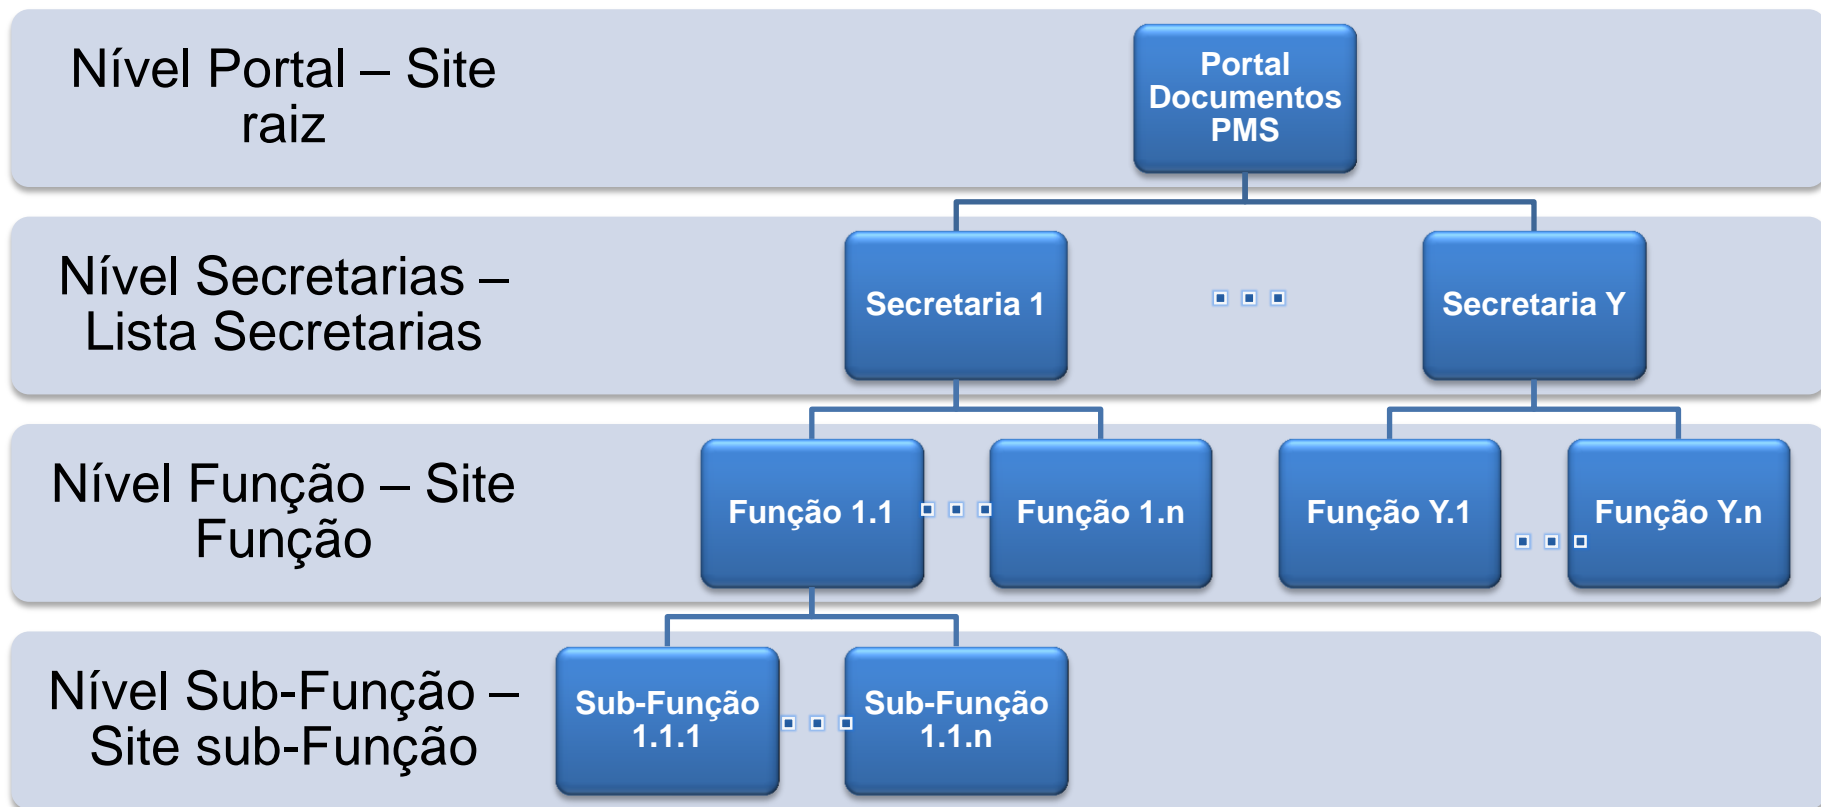 Nível Portal – Site
raiz
Portal
Documentos
PMS
Nível Secretarias –
Lista Secretarias
Secretaria 1
Secretaria Y
Nível Função – Site
Função
Função 1.1
Função 1.n
Função Y.1
Função Y.n
Nível Sub-Função –
Site sub-Função
Sub-Função
1.1.1
Sub-Função
1.1.n